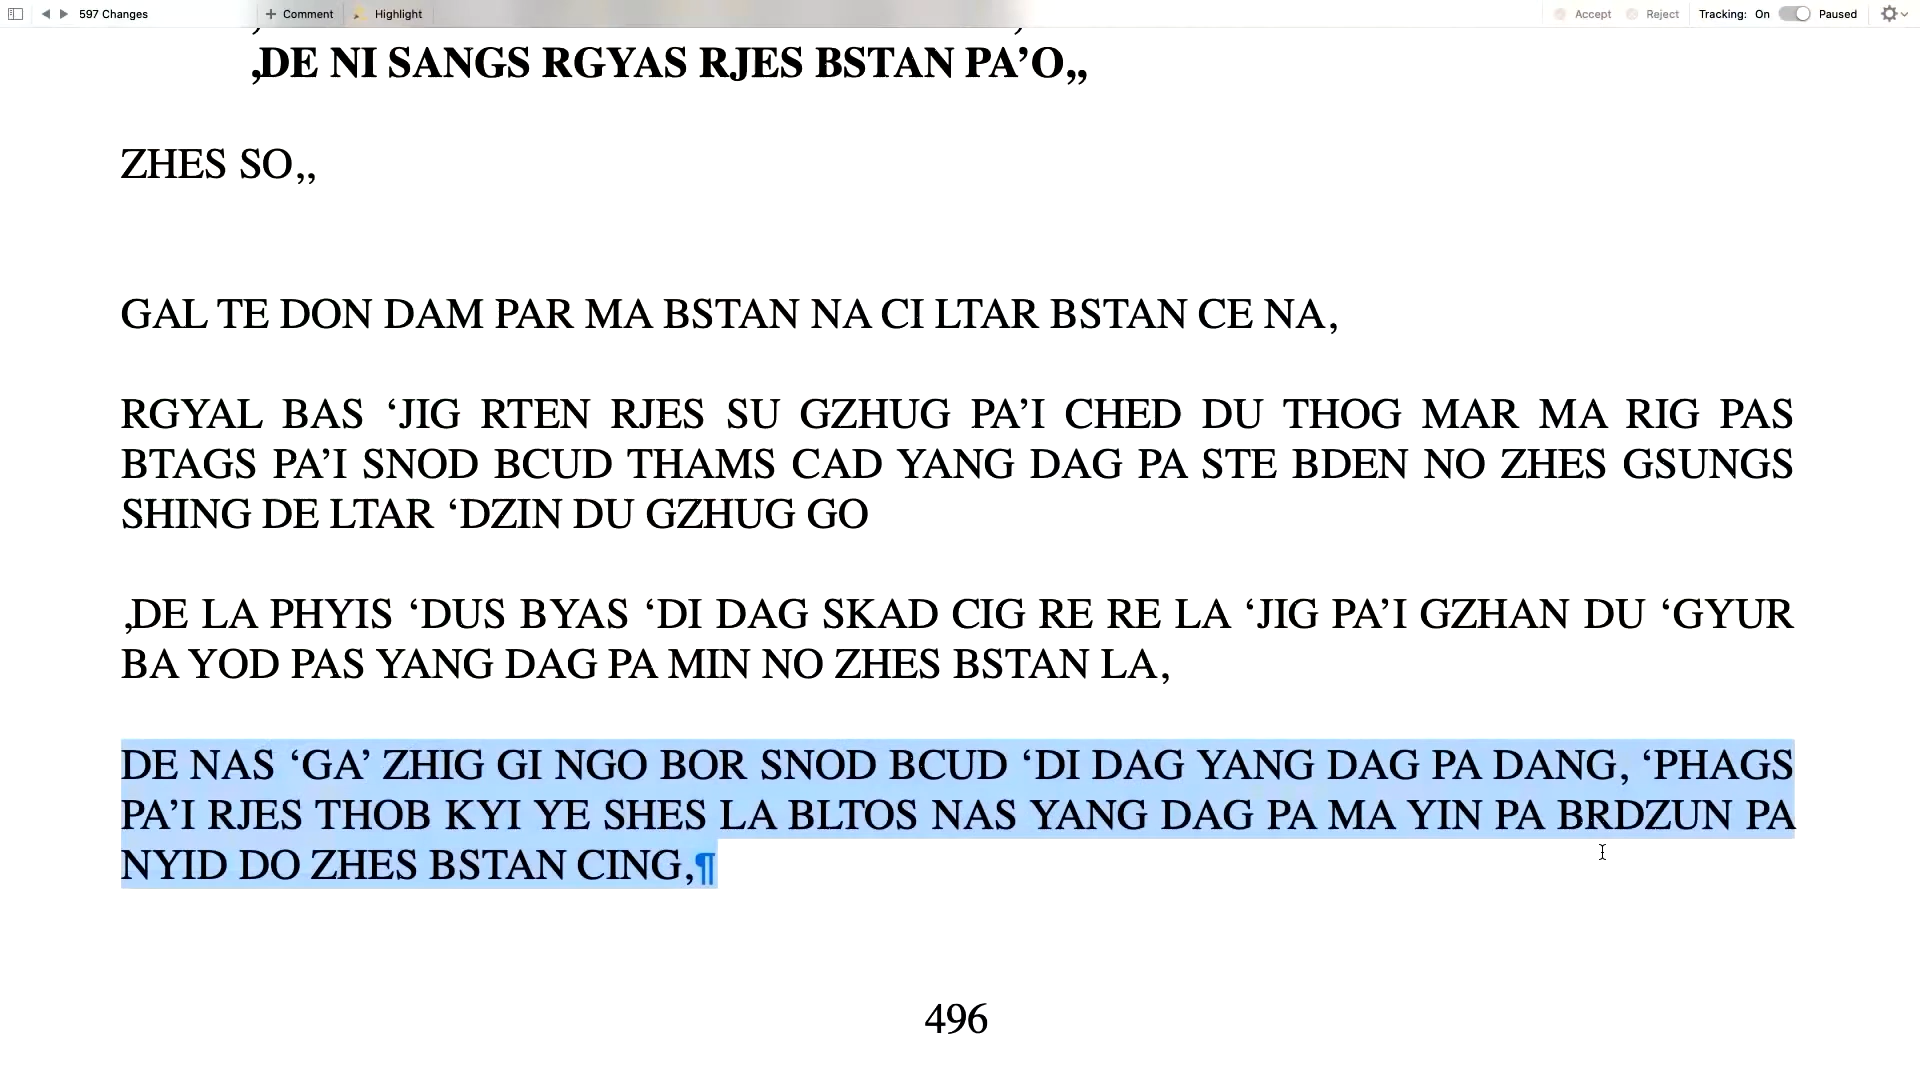 597 Changes
Comment
Highlight
Accept
Reject
Tracking: On
Paused
,DE NI SANGS RGYAS RJES BSTAN PA’O,,
ZHES SO,,
GAL TE DON DAM PAR MA BSTAN NA CI LTAR BSTAN CE NA,
RGYAL BAS ‘JIG RTEN RJES SU GZHUG PA’I CHED DU THOG MAR MA RIG PAS
BTAGS PA’I SNOD BCUD THAMS CAD YANG DAG PA STE BDEN NO ZHES GSUNGS
SHING DE LTAR ‘DZIN DU GZHUG GO
,DE LA PHYIS ‘DUS BYAS ‘DI DAG SKAD CIG RE RE LA ‘JIG PA’I GZHAN DU ‘GYUR
BA YOD PAS YANG DAG PA MIN NO ZHES BSTAN LA,
DE NAS ‘GA’ ZHIG GI NGO BOR SNOD BCUD ‘DI DAG YANG DAG PA DANG, ‘PHAGS
PA’I RJES THOB KYI YE SHES LA BLTOS NAS YANG DAG PA MA YIN PA BRDZUN PA
NYID DO ZHES BSTAN CING,¶
496